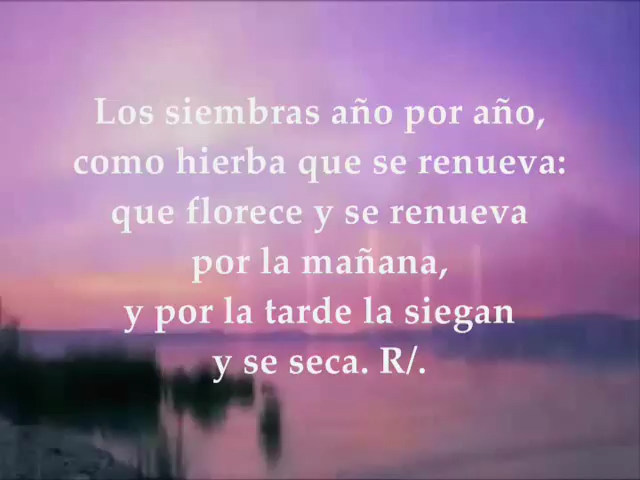 Los siembras año por año,
como hierba que se renueva:
que florece y se renueva
por la mañana,
y por la tarde la siegan
y se seca. R/.